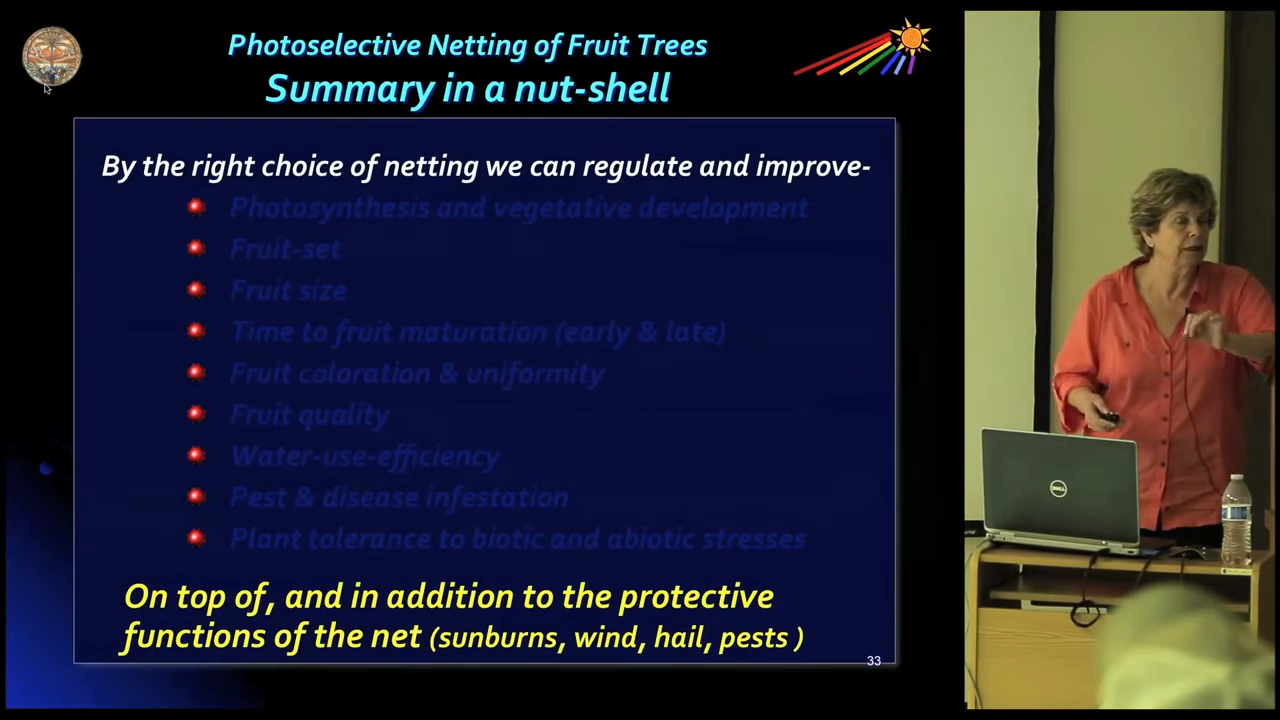 Photoselective Netting of Fruit Trees
Summary in a nut-shell
By the right choice of netting we can regulate and improve-
Photosynthesis and vegetative development
Fruit-set
Fruit size
Time to fruit maturation (early & late)
Fruit coloration & uniformity
Fruit quality
Water-use-efficiency
Pest & disease infestation
Plant tolerance to biotic and abiotic stresses
On top of, and in addition to the protective
functions of the net (sunburns, wind, hail, pests )
33
DELL